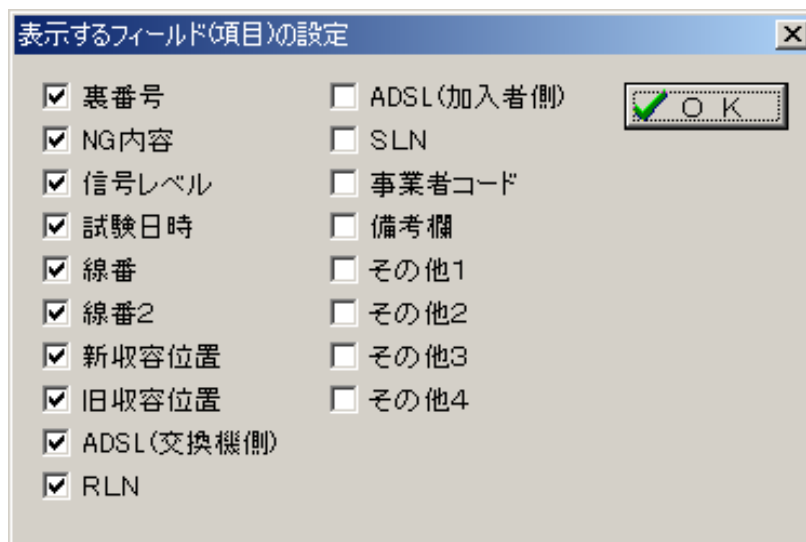 表示するフィールド(項目)の設定
裏番号
NG内容
信号レベル
試験日時
線番
線番2
新収容位置
旧収容位置
ADSL(交換機側)
RLN
ADSL(加入者側)
SLN
事業者コード
備考欄
その他1
その他2
その他3
その他4
OK